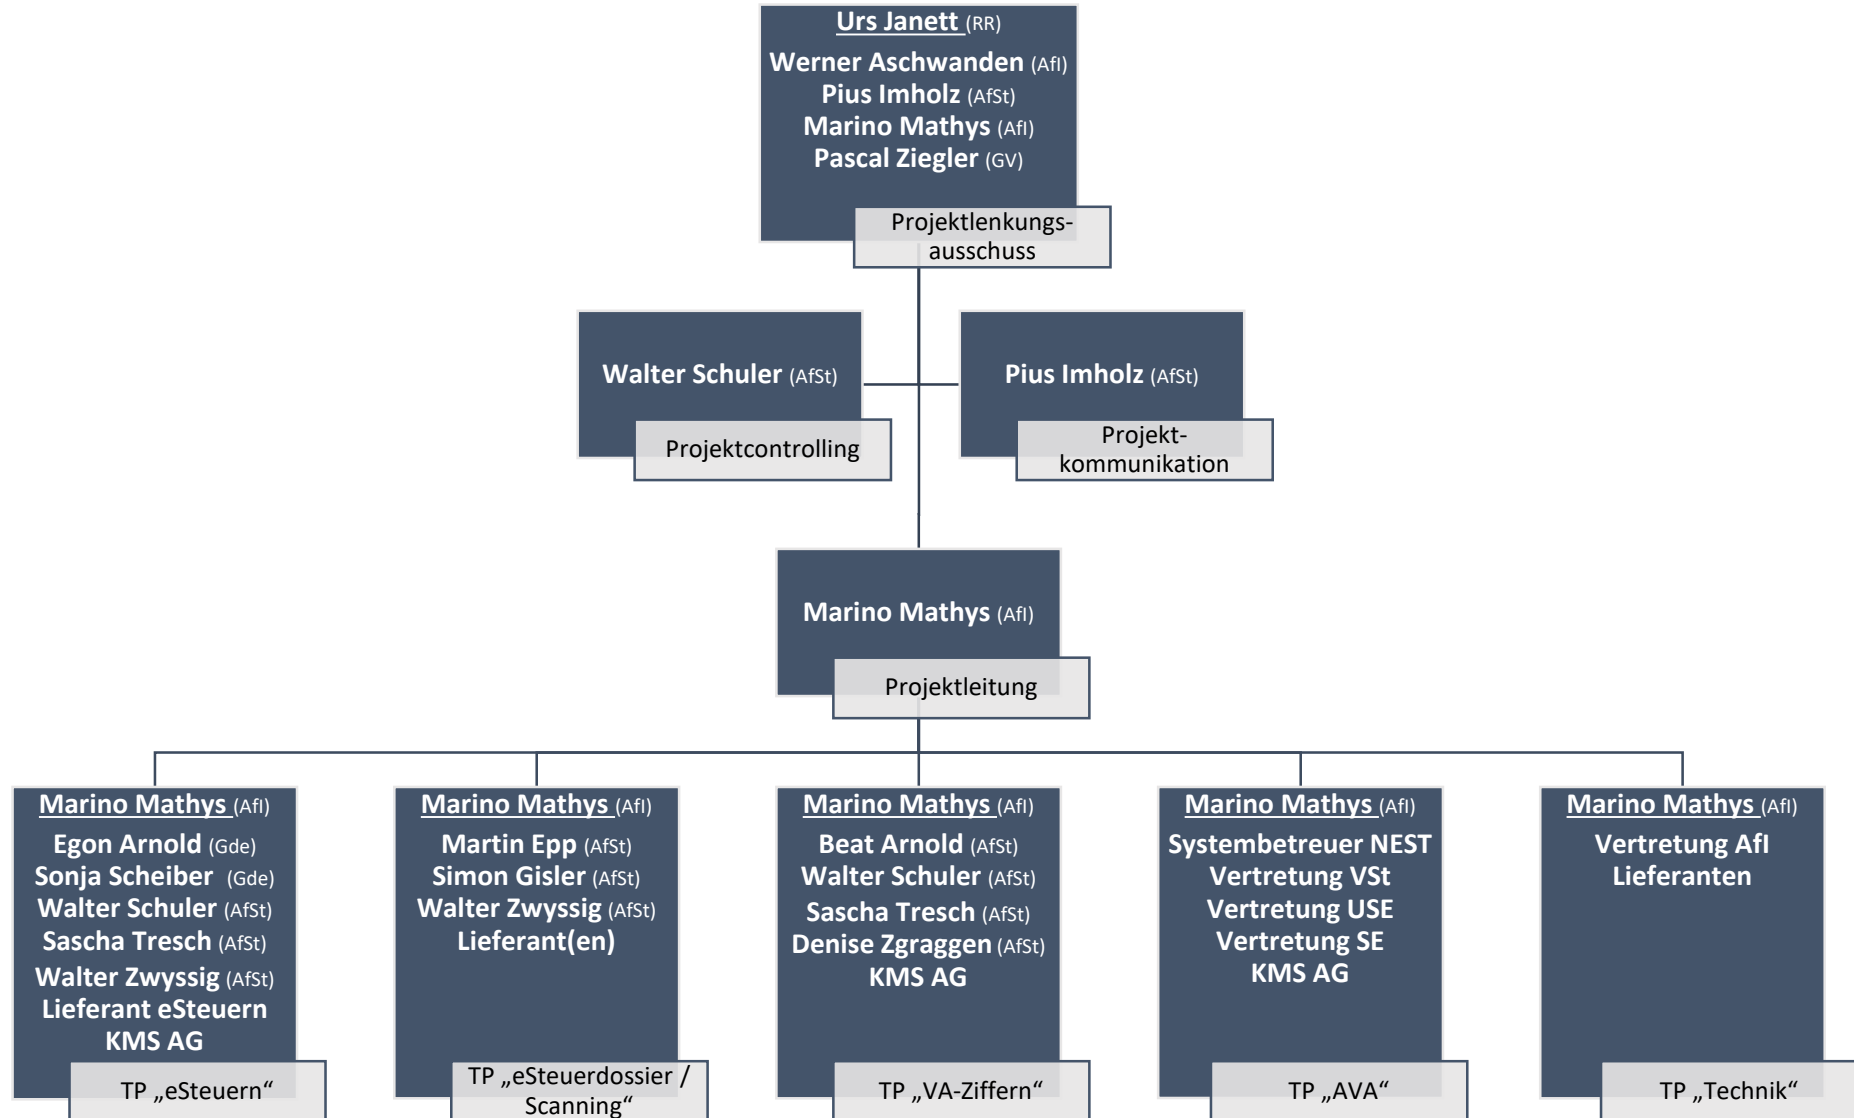 Urs Janett (RR)
Werner Aschwanden (AfI)
Pius Imholz (AfSt)
Marino Mathys (AfI)
Pascal Ziegler (GV)
Projektlenkungs-
ausschuss
Walter Schuler (AfSt)
Projektcontrolling
Pius Imholz (AfSt)
Projekt-
kommunikation
Marino Mathys (AfI)
Projektleitung
Marino Mathys (AfI)
Egon Arnold (Gde)
Sonja Scheiber (Gde)
Walter Schuler (AfSt)
Sascha Tresch (AfSt)
Walter Zwyssig (AfSt)
Lieferant eSteuern
KMS AG
TP „eSteuern“
Marino Mathys (AfI)
Martin Epp (AfSt)
Simon Gisler (AfSt)
Walter Zwyssig (AfSt)
Lieferant(en)
TP „eSteuerdossier /
Scanning“
Marino Mathys (AfI)
Beat Arnold (AfSt)
Walter Schuler (AfSt)
Sascha Tresch (AfSt)
Denise Zgraggen (AfSt)
KMS AG
TP „VA-Ziffern“
Marino Mathys (AfI)
Systembetreuer NEST
Vertretung VSt
Vertretung USE
Vertretung SE
KMS AG
TP „AVA“
Marino Mathys (AfI)
Vertretung AfI
Lieferanten
TP „Technik“